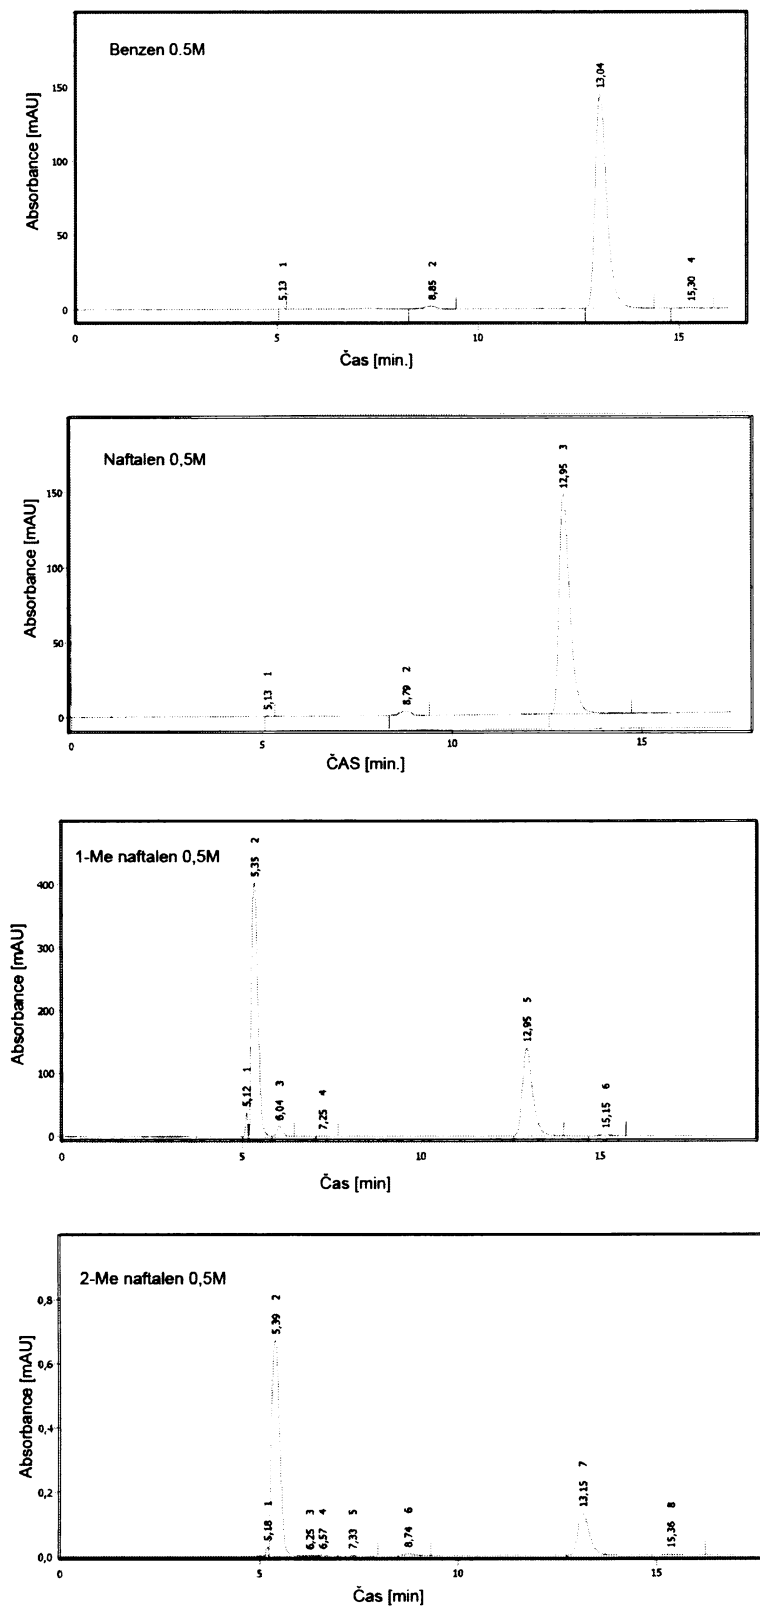 Benzen 0.5M
Absorbance [mAU]
150
100
50
0
5,13 1
8,85 2
13,04
15,30 4
0 5 10 15
Čas [min.]
Naftalen 0,5M
Absorbance [mAU]
150
100
50
0
5,13 1
8,79 2
12,95 3
0 5 10 15
ČAS [min.]
1-Me naftalen 0,5M
Absorbance [mAU]
400
300
200
100
0
5,12 1
5,35 2
6,04 3
7,25 4
12,95 5
15,15 6
0 5 10 15
Čas [min]
2-Me naftalen 0,5M
Absorbance [mAU]
0,8
0,6
0,4
0,2
0,0
5,18 1
5,39 2
6,25 3
6,57 4
7,33 5
8,74 6
13,15 7
15,36 8
0 5 10 15
Čas [min]